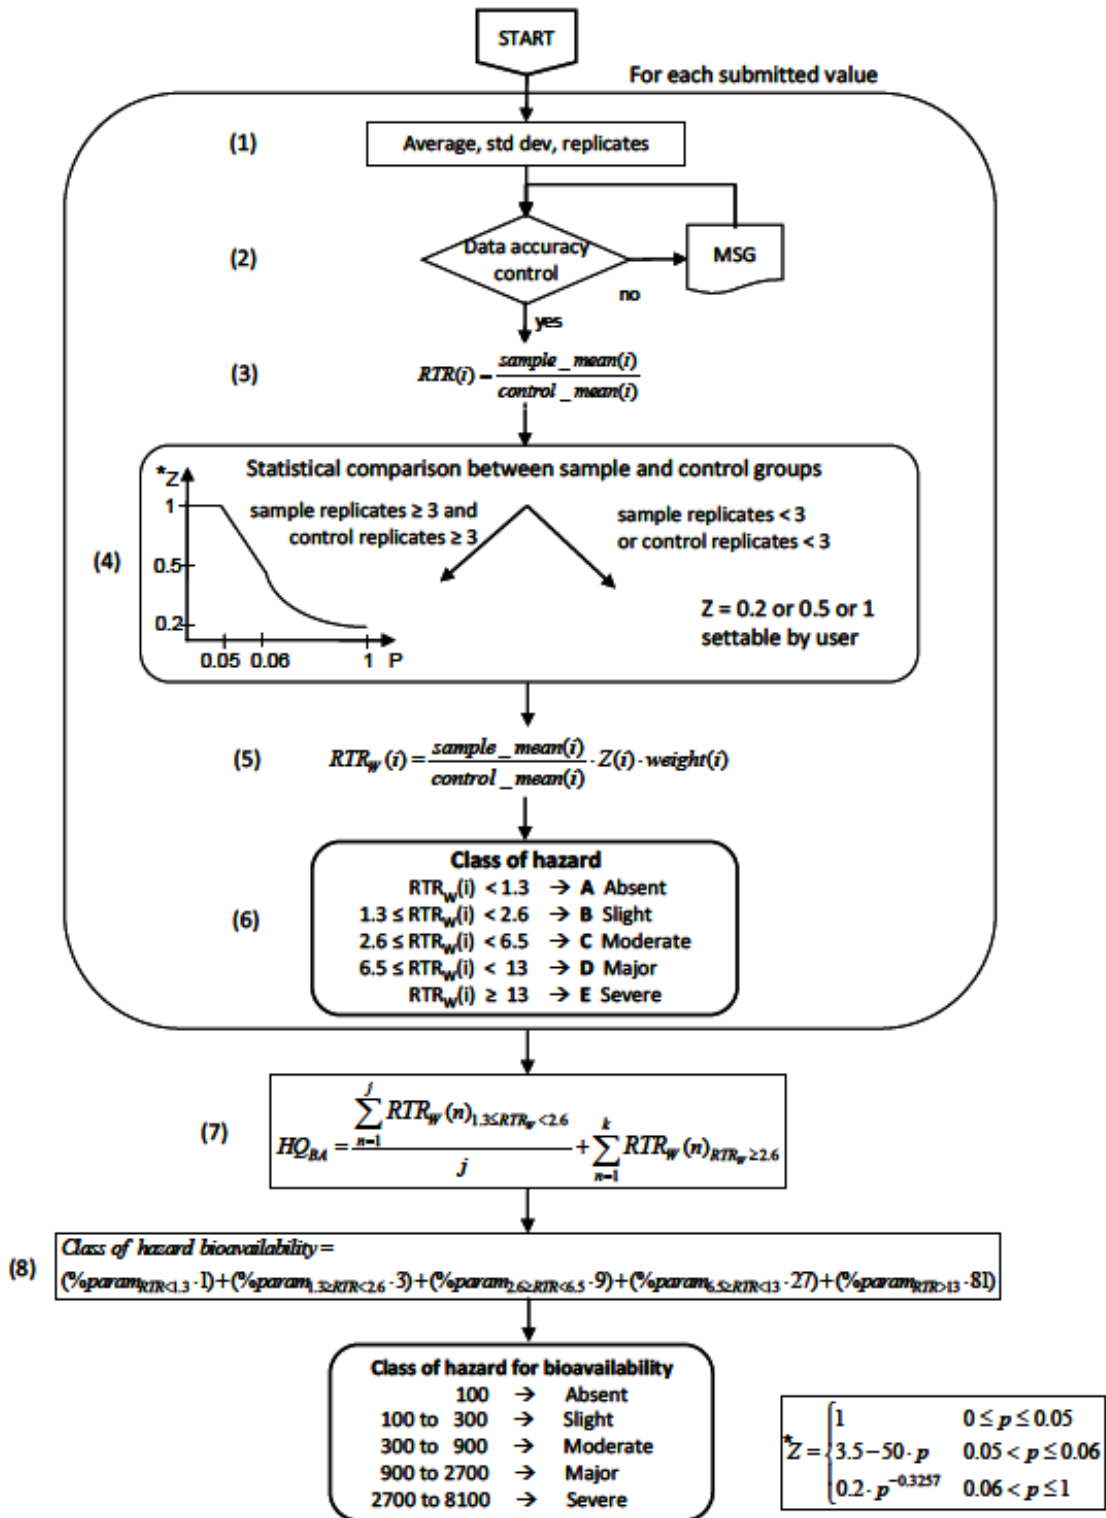 START
For each submitted value
(1)
Average, std dev, replicates
(2)
Data accuracy
control
MSG
no
yes
(3)
RTR(i) = sample_mean(i) / control_mean(i)
Statistical comparison between sample and control groups
*Z
1
0.5
0.2
0.05 0.06 1 P
sample replicates ≥ 3 and
control replicates ≥ 3
sample replicates < 3
or control replicates < 3
(4)
Z = 0.2 or 0.5 or 1
settable by user
(5)
RTR_W(i) = sample_mean(i) / control_mean(i) · Z(i) · weight(i)
Class of hazard
RTR_W(i) < 1.3 → A Absent
1.3 ≤ RTR_W(i) < 2.6 → B Slight
(6)
2.6 ≤ RTR_W(i) < 6.5 → C Moderate
6.5 ≤ RTR_W(i) < 13 → D Major
RTR_W(i) ≥ 13 → E Severe
(7)
HQ_BA = ∑_{n=1}^{j} RTR_W(n)_{1.3≤RTR_W<2.6} / j + ∑_{n=1}^{k} RTR_W(n)_{RTR_W≥2.6}
(8)
Class of hazard bioavailability =
(%param_{RTR<1.3} · 1) + (%param_{1.3≥RTR<2.6} · 3) + (%param_{2.6≥RTR<6.5} · 9) + (%param_{6.5≥RTR<13} · 27) + (%param_{RTR>13} · 81)
Class of hazard for bioavailability
100 → Absent
100 to 300 → Slight
300 to 900 → Moderate
900 to 2700 → Major
2700 to 8100 → Severe
*Z = { 1 0 ≤ p ≤ 0.05
3.5 − 50 · p 0.05 < p ≤ 0.06
0.2 · p^{−0.3257} 0.06 < p ≤ 1